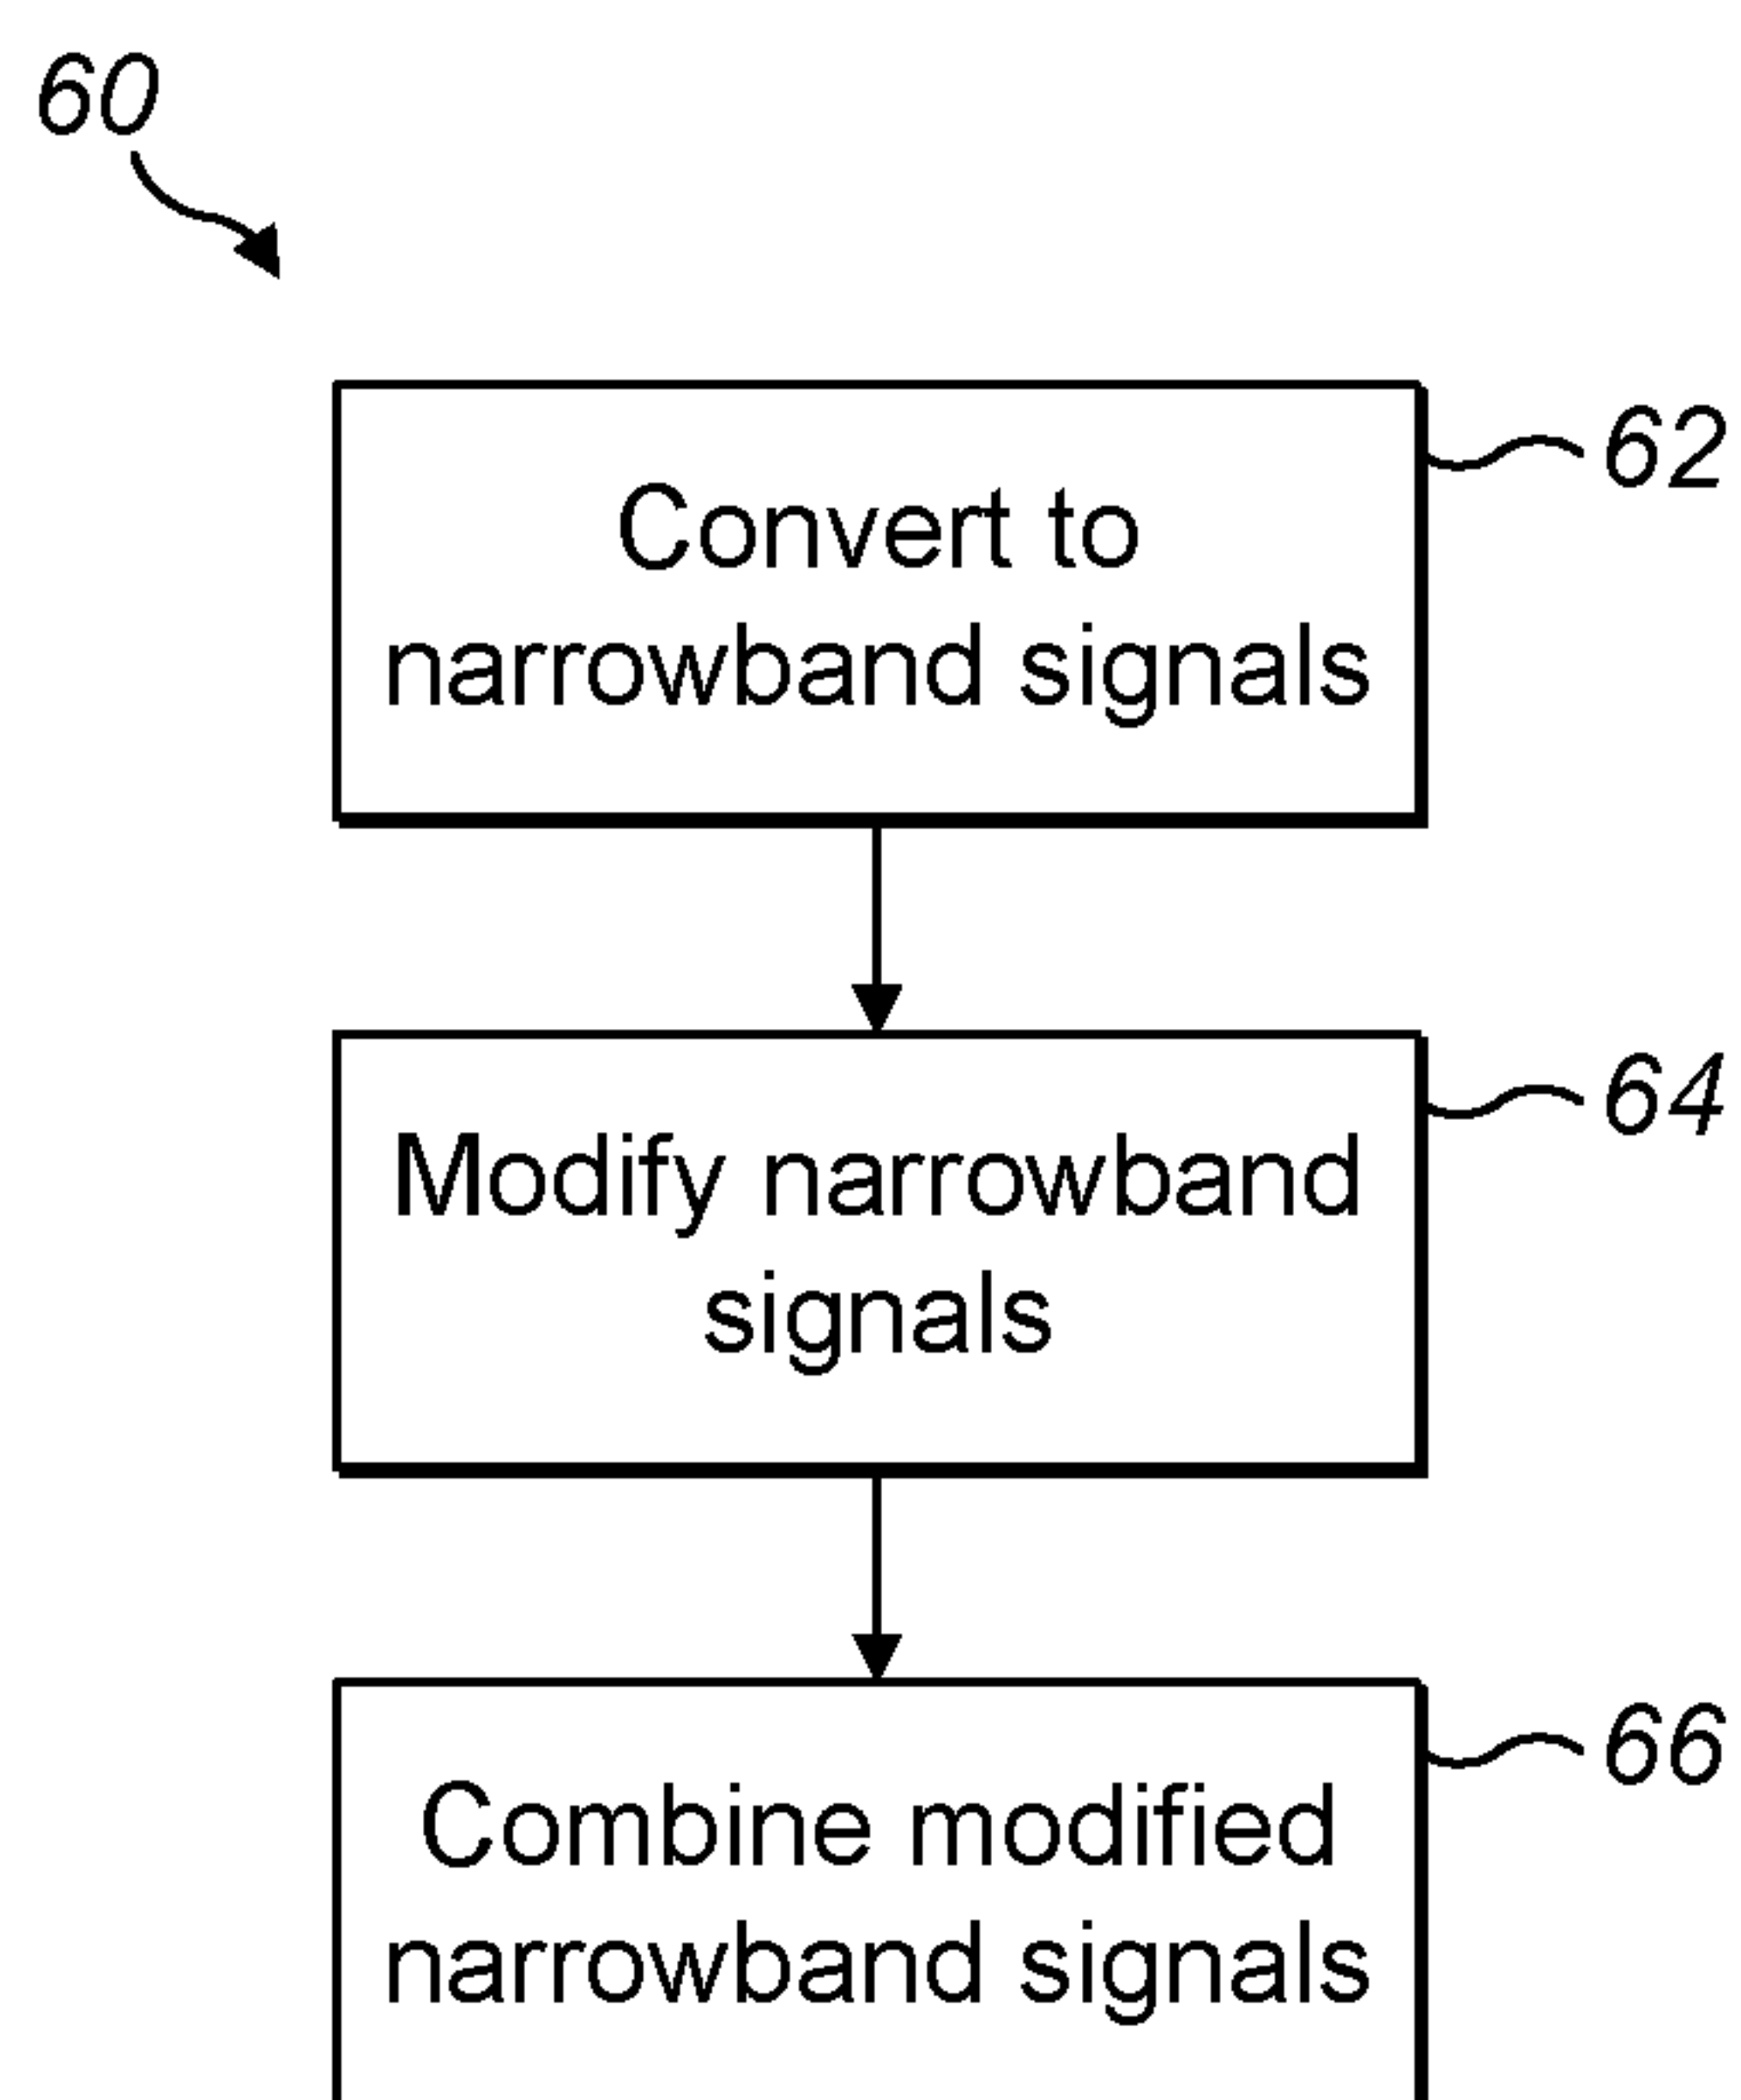 60
62
Convert to
narrowband signals
64
Modify narrowband
signals
66
Combine modified
narrowband signals